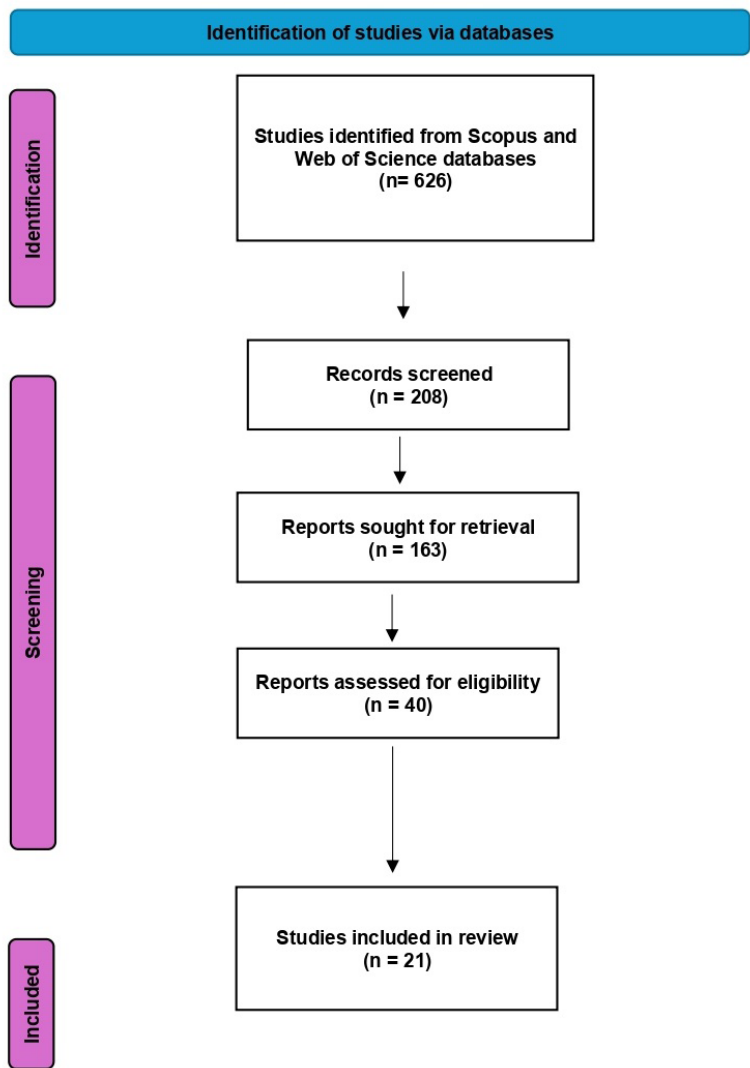 Identification of studies via databases
Identification
Studies identified from Scopus and
Web of Science databases
(n= 626)
Screening
Records screened
(n = 208)
Reports sought for retrieval
(n = 163)
Reports assessed for eligibility
(n = 40)
Included
Studies included in review
(n = 21)